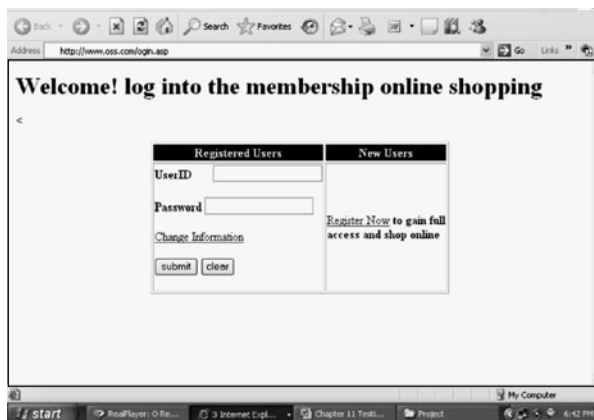 Back Search Favorites
Address http://www.oss.com/ogin.asp Go Links »
Welcome! log into the membership online shopping
<
Registered Users New Users
UserID
Password
Register Now to gain full
access and shop online
Change Information
submit clear
My Computer
start RealPlayer: O Re... 3 Internet Expl... Chapter 11 Testi... Project 6:42 PM